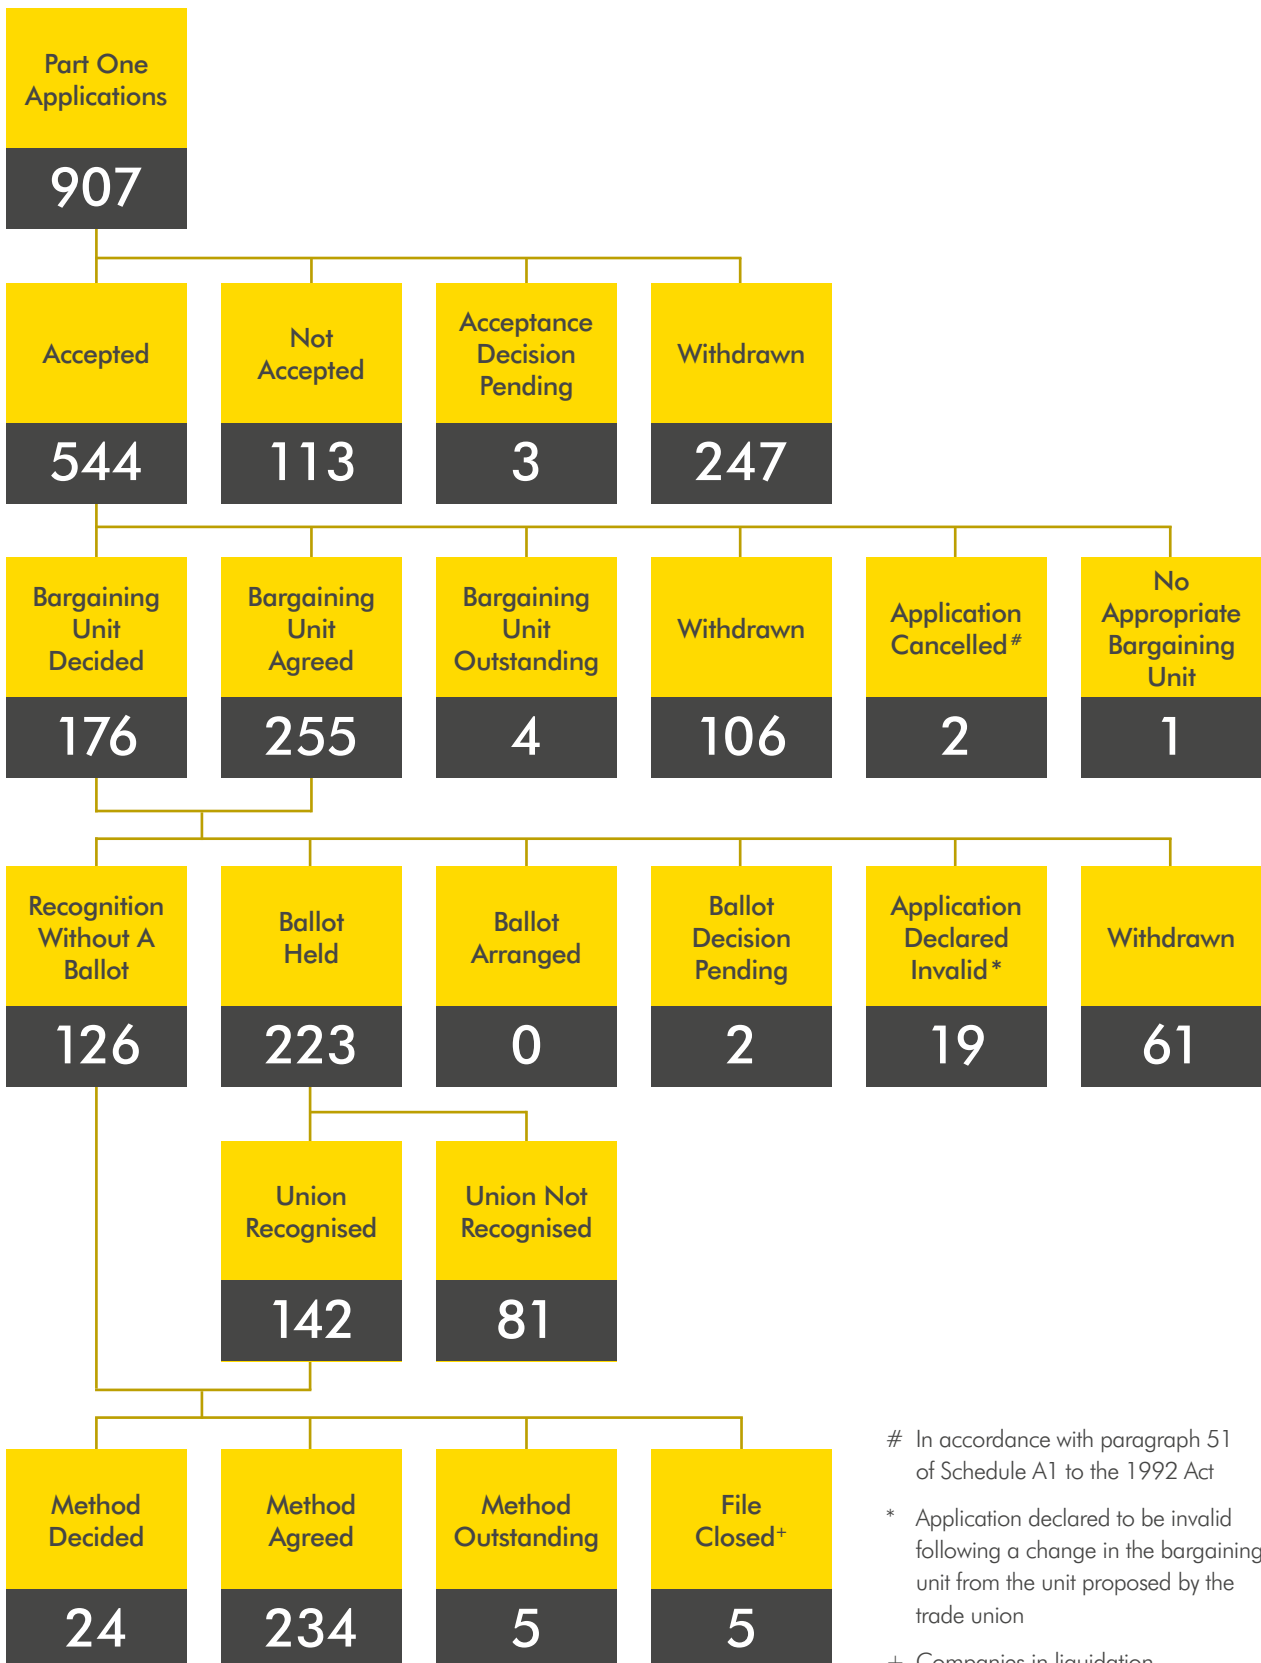 Part One
Applications
907
Accepted
544
Not
Accepted
113
Acceptance
Decision
Pending
3
Withdrawn
247
Bargaining
Unit
Decided
176
Bargaining
Unit
Agreed
255
Bargaining
Unit
Outstanding
4
Withdrawn
106
Application
Cancelled#
2
No
Appropriate
Bargaining
Unit
1
Recognition
Without A
Ballot
126
Ballot
Held
223
Ballot
Arranged
0
Ballot
Decision
Pending
2
Application
Declared
Invalid*
19
Withdrawn
61
Union
Recognised
142
Union Not
Recognised
81
Method
Decided
24
Method
Agreed
234
Method
Outstanding
5
File
Closed+
5
# In accordance with paragraph 51
of Schedule A1 to the 1992 Act
* Application declared to be invalid
following a change in the bargaining
unit from the unit proposed by the
trade union
+ Companies in liquidation